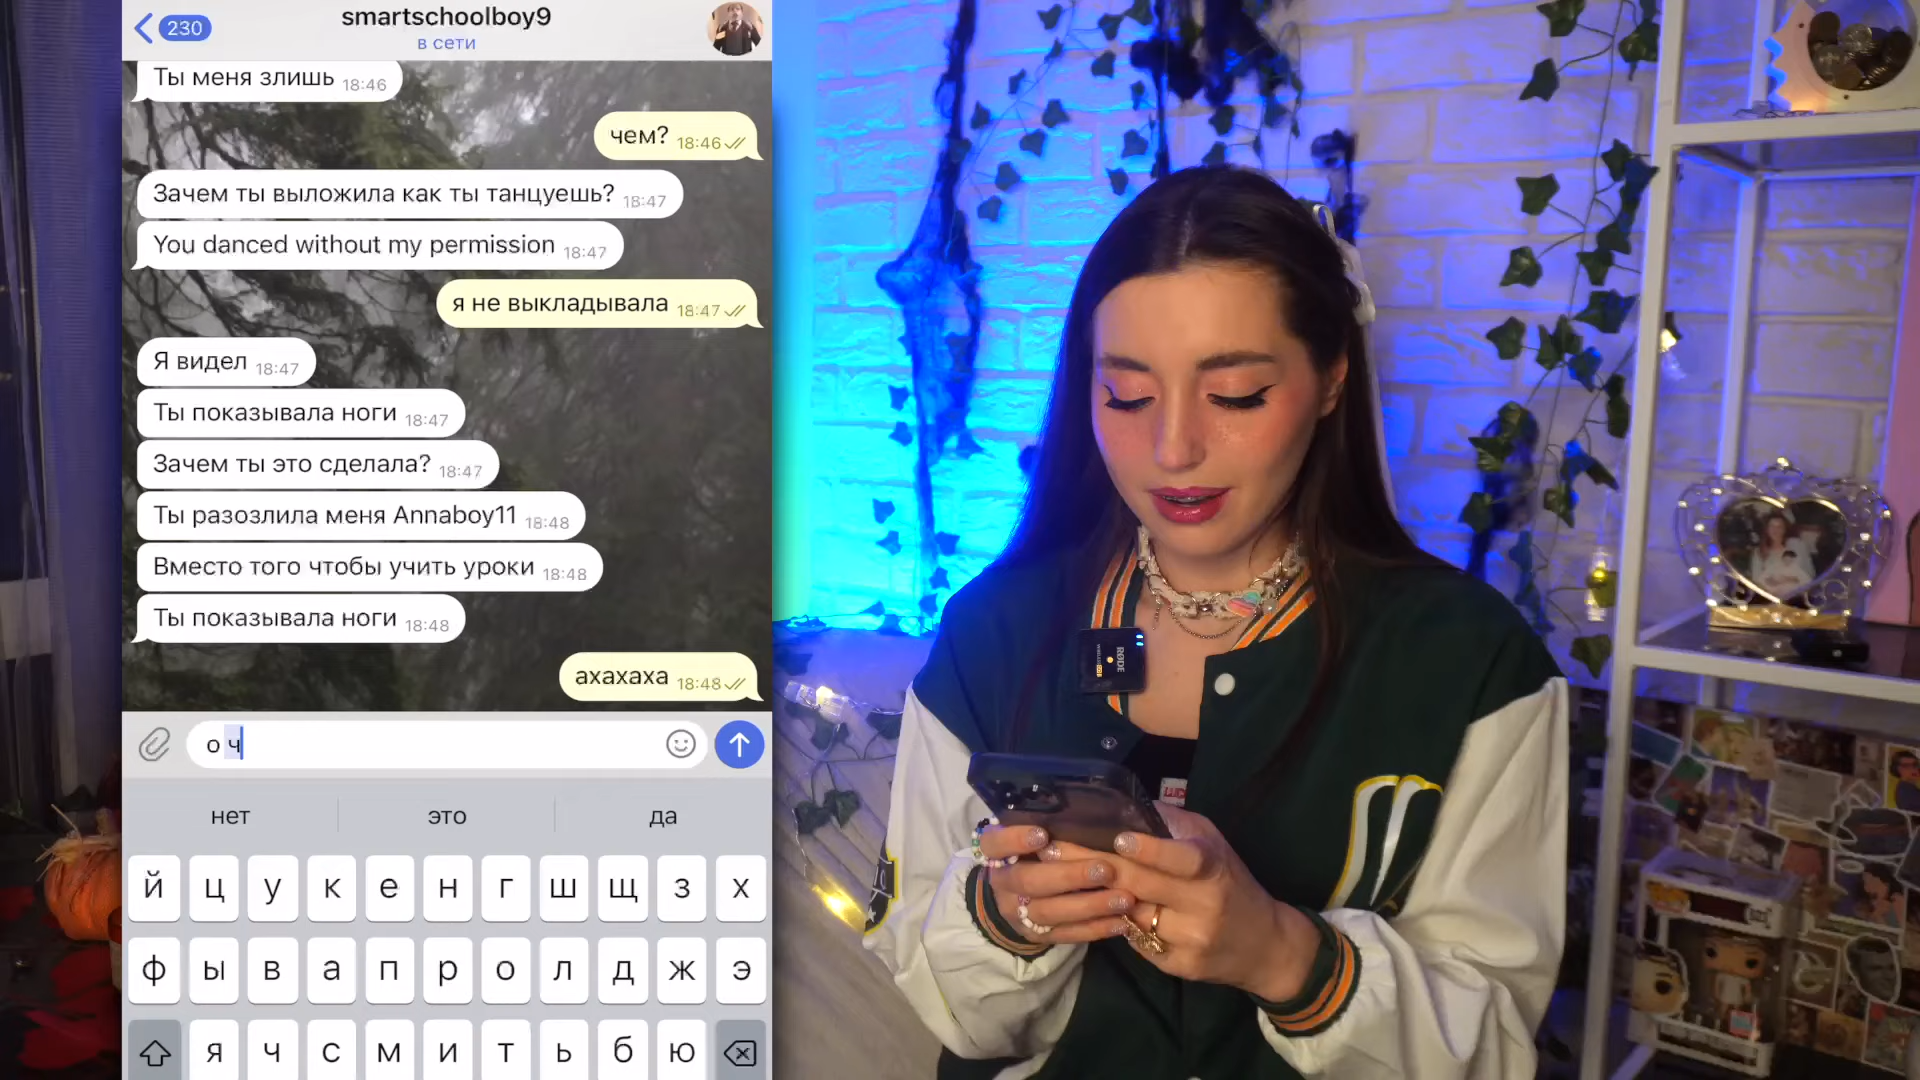 230
smartschoolboy9
в сети
Ты меня злишь 18:46
чем? 18:46
Зачем ты выложила как ты танцуешь? 18:47
You danced without my permission 18:47
я не выкладывала 18:47
Я видел 18:47
Ты показывала ноги 18:47
Зачем ты это сделала? 18:47
Ты разозлила меня Annaboy11 18:48
Вместо того чтобы учить уроки 18:48
Ты показывала ноги 18:48
ахахаха 18:48
о ч
нет это да
й ц у к е н г ш щ з х
ф ы в а п р о л д ж э
я ч с м и т ь б ю
RØDE